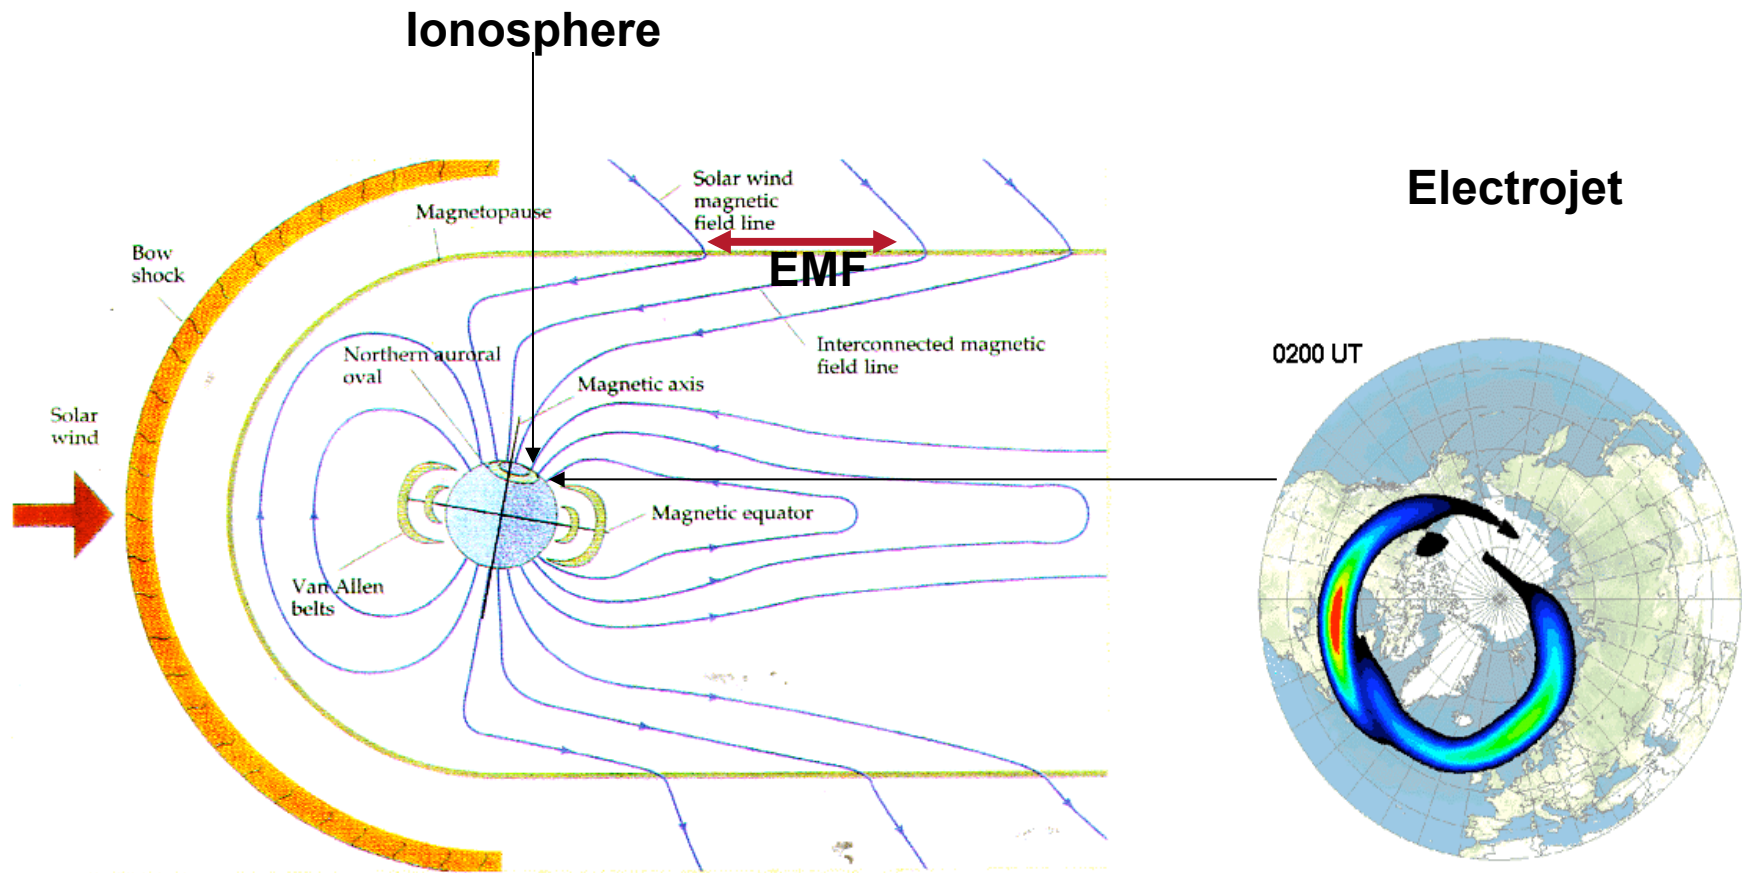 Ionosphere
Solar wind
magnetic
field line
Electrojet
Magnetopause
Bow
shock
EMF
Northern auroral
oval
Interconnected magnetic
field line
0200 UT
Magnetic axis
Solar
wind
Magnetic equator
Van Allen
belts